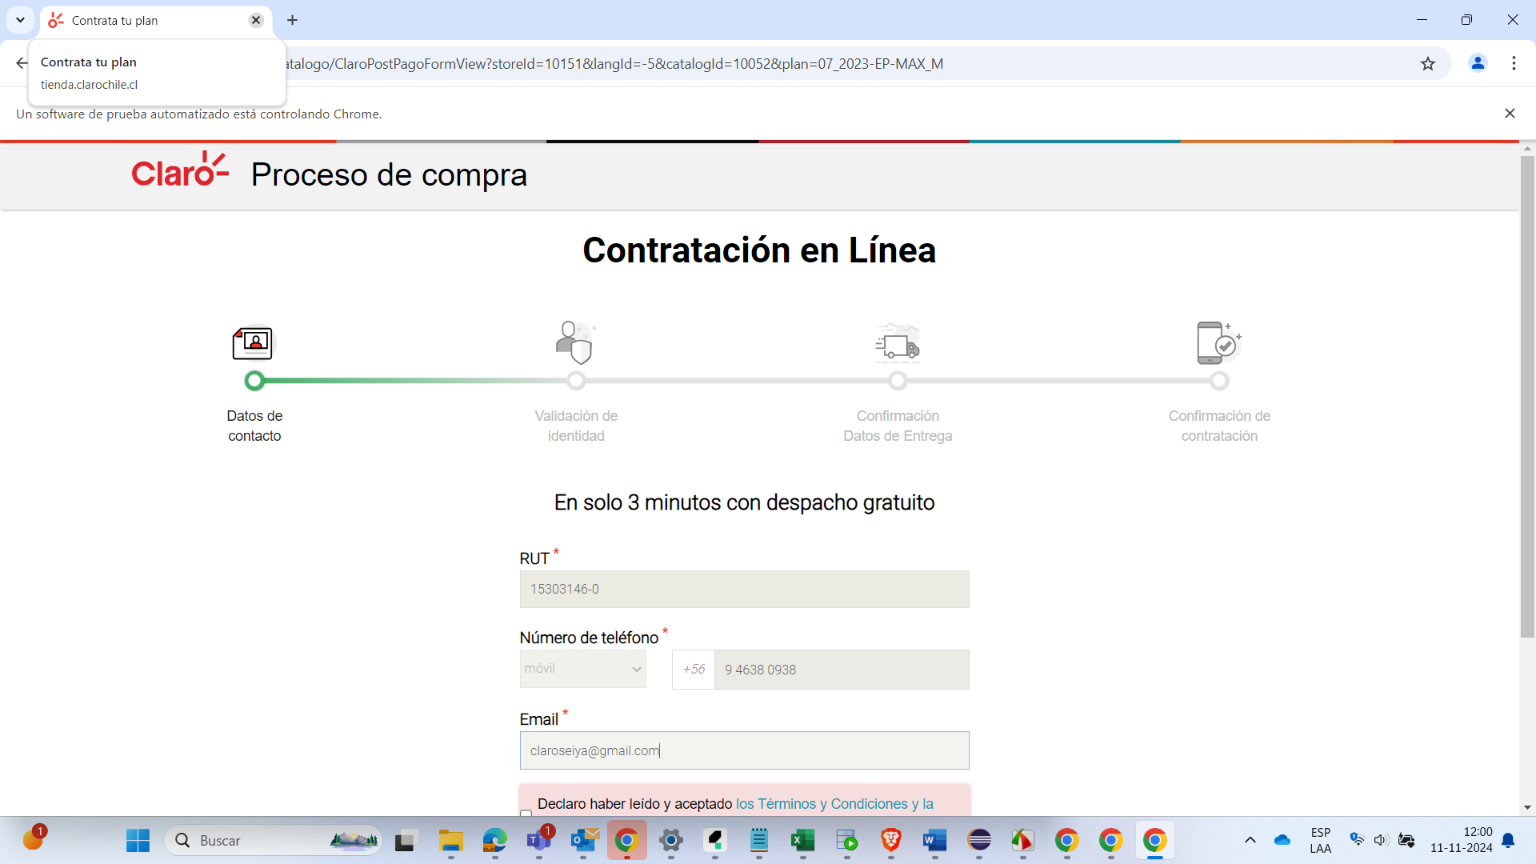 Contrata tu plan
Contrata tu plan
tienda.clarochile.cl
atalogo/ClaroPostPagoFormView?storeId=10151&langId=-5&catalogId=10052&plan=07_2023-EP-MAX_M
Un software de prueba automatizado está controlando Chrome.
Claro
Proceso de compra
Contratación en Línea
Datos de
contacto
Validación de
identidad
Confirmación
Datos de Entrega
Confirmación de
contratación
En solo 3 minutos con despacho gratuito
RUT *
15303146-0
Número de teléfono *
móvil
+56
9 4638 0938
Email *
claroseiya@gmail.com
Declaro haber leído y aceptado los Términos y Condiciones y la
1
Buscar
1
ESP
LAA
12:00
11-11-2024